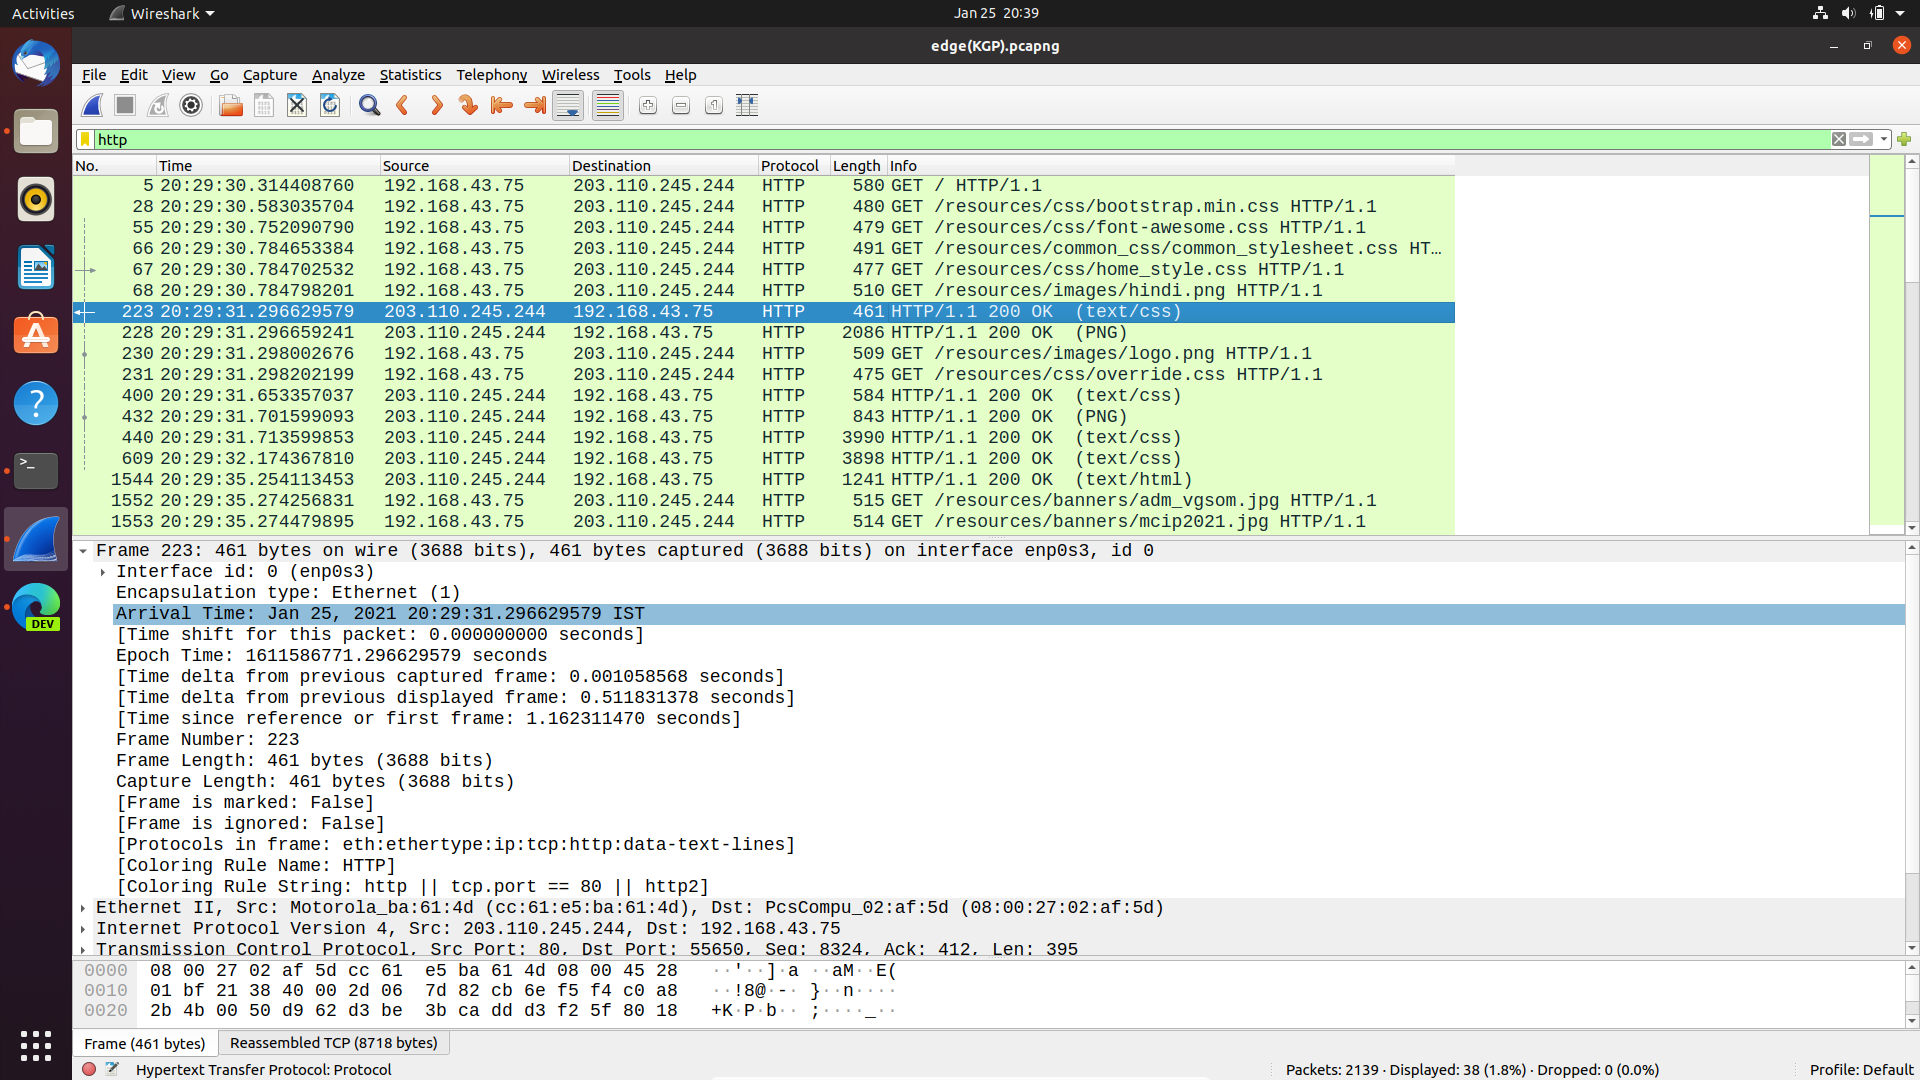 Activities Wireshark Jan 25 20:39
edge(KGP).pcapng
File Edit View Go Capture Analyze Statistics Telephony Wireless Tools Help
http
No. Time Source Destination Protocol Length Info
5 20:29:30.314408760 192.168.43.75 203.110.245.244 HTTP 580 GET / HTTP/1.1
28 20:29:30.583035704 192.168.43.75 203.110.245.244 HTTP 480 GET /resources/css/bootstrap.min.css HTTP/1.1
55 20:29:30.752090790 192.168.43.75 203.110.245.244 HTTP 479 GET /resources/css/font-awesome.css HTTP/1.1
66 20:29:30.784653384 192.168.43.75 203.110.245.244 HTTP 491 GET /resources/common_css/common_stylesheet.css HT…
67 20:29:30.784702532 192.168.43.75 203.110.245.244 HTTP 477 GET /resources/css/home_style.css HTTP/1.1
68 20:29:30.784798201 192.168.43.75 203.110.245.244 HTTP 510 GET /resources/images/hindi.png HTTP/1.1
223 20:29:31.296629579 203.110.245.244 192.168.43.75 HTTP 461 HTTP/1.1 200 OK (text/css)
228 20:29:31.296659241 203.110.245.244 192.168.43.75 HTTP 2086 HTTP/1.1 200 OK (PNG)
230 20:29:31.298002676 192.168.43.75 203.110.245.244 HTTP 509 GET /resources/images/logo.png HTTP/1.1
231 20:29:31.298202199 192.168.43.75 203.110.245.244 HTTP 475 GET /resources/css/override.css HTTP/1.1
400 20:29:31.653357037 203.110.245.244 192.168.43.75 HTTP 584 HTTP/1.1 200 OK (text/css)
432 20:29:31.701599093 203.110.245.244 192.168.43.75 HTTP 843 HTTP/1.1 200 OK (PNG)
440 20:29:31.713599853 203.110.245.244 192.168.43.75 HTTP 3990 HTTP/1.1 200 OK (text/css)
609 20:29:32.174367810 203.110.245.244 192.168.43.75 HTTP 3898 HTTP/1.1 200 OK (text/css)
1544 20:29:35.254113453 203.110.245.244 192.168.43.75 HTTP 1241 HTTP/1.1 200 OK (text/html)
1552 20:29:35.274256831 192.168.43.75 203.110.245.244 HTTP 515 GET /resources/banners/adm_vgsom.jpg HTTP/1.1
1553 20:29:35.274479895 192.168.43.75 203.110.245.244 HTTP 514 GET /resources/banners/mcip2021.jpg HTTP/1.1
Frame 223: 461 bytes on wire (3688 bits), 461 bytes captured (3688 bits) on interface enp0s3, id 0
Interface id: 0 (enp0s3)
Encapsulation type: Ethernet (1)
Arrival Time: Jan 25, 2021 20:29:31.296629579 IST
[Time shift for this packet: 0.000000000 seconds]
Epoch Time: 1611586771.296629579 seconds
[Time delta from previous captured frame: 0.001058568 seconds]
[Time delta from previous displayed frame: 0.511831378 seconds]
[Time since reference or first frame: 1.162311470 seconds]
Frame Number: 223
Frame Length: 461 bytes (3688 bits)
Capture Length: 461 bytes (3688 bits)
[Frame is marked: False]
[Frame is ignored: False]
[Protocols in frame: eth:ethertype:ip:tcp:http:data-text-lines]
[Coloring Rule Name: HTTP]
[Coloring Rule String: http || tcp.port == 80 || http2]
Ethernet II, Src: Motorola_ba:61:4d (cc:61:e5:ba:61:4d), Dst: PcsCompu_02:af:5d (08:00:27:02:af:5d)
Internet Protocol Version 4, Src: 203.110.245.244, Dst: 192.168.43.75
Transmission Control Protocol, Src Port: 80, Dst Port: 55650, Seq: 8324, Ack: 412, Len: 395
0000 08 00 27 02 af 5d cc 61 e5 ba 61 4d 08 00 45 28 ··'··]·a ··aM··E(
0010 01 bf 21 38 40 00 2d 06 7d 82 cb 6e f5 f4 c0 a8 ··!8@·-· }··n····
0020 2b 4b 00 50 d9 62 d3 be 3b ca dd d3 f2 5f 80 18 +K·P·b·· ;····_··
Frame (461 bytes) Reassembled TCP (8718 bytes)
Hypertext Transfer Protocol: Protocol Packets: 2139 · Displayed: 38 (1.8%) · Dropped: 0 (0.0%) Profile: Default
DEV